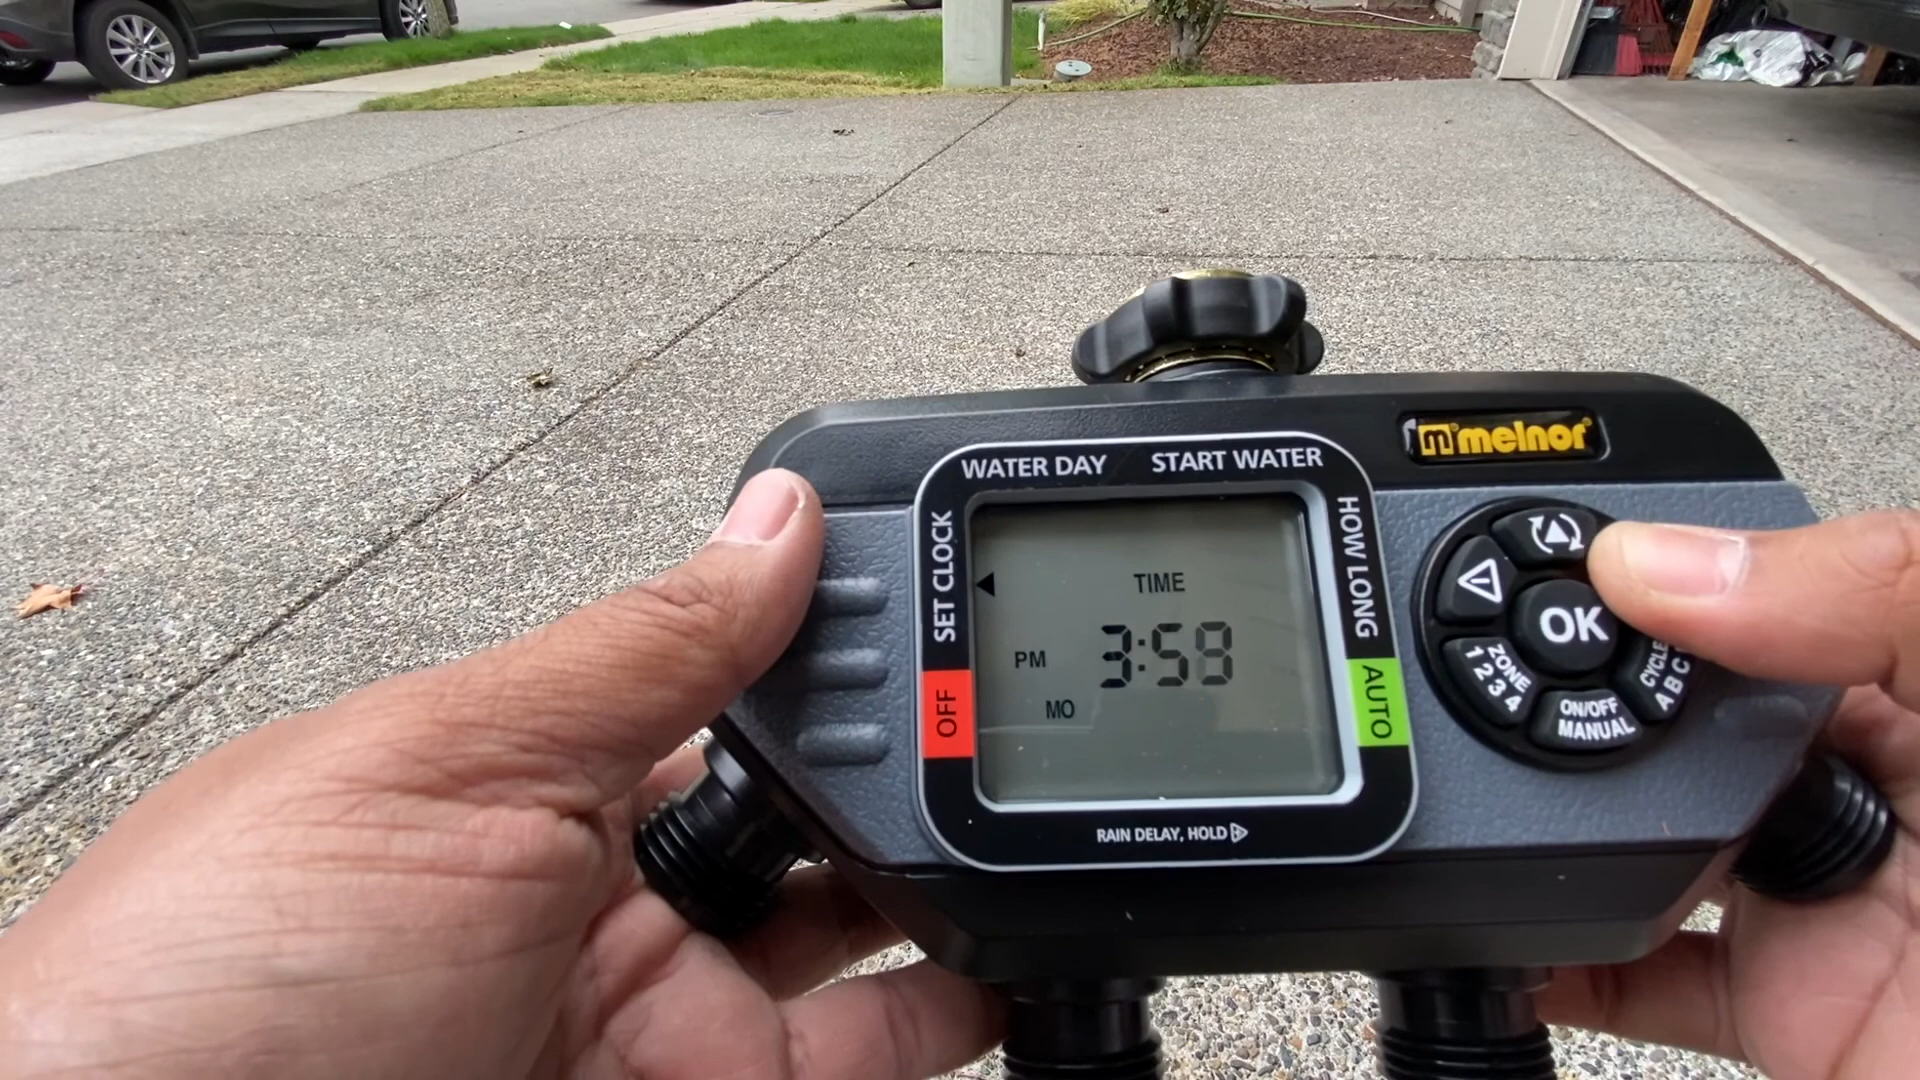 melnor
WATER DAY START WATER
SET CLOCK
HOW LONG
TIME
PM 3:58
MO
OFF
AUTO
RAIN DELAY, HOLD
OK
ZONE
1 2 3 4
ON/OFF
MANUAL
CYCLE
A B C